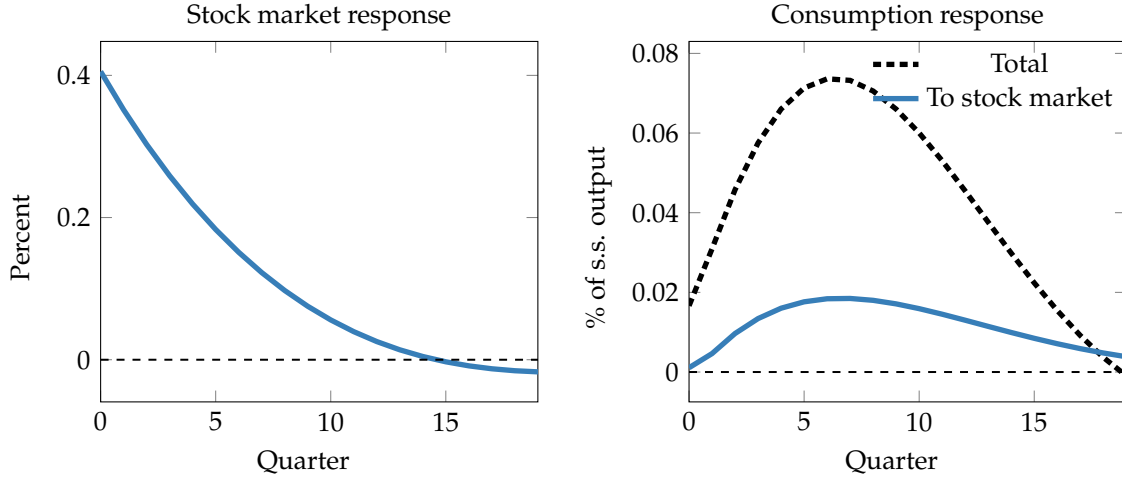 Stock market response
Percent
0.4
0.2
0
0
5
10
15
Quarter
Consumption response
% of s.s. output
0.08
0.06
0.04
0.02
0
Total
To stock market
0
5
10
15
Quarter